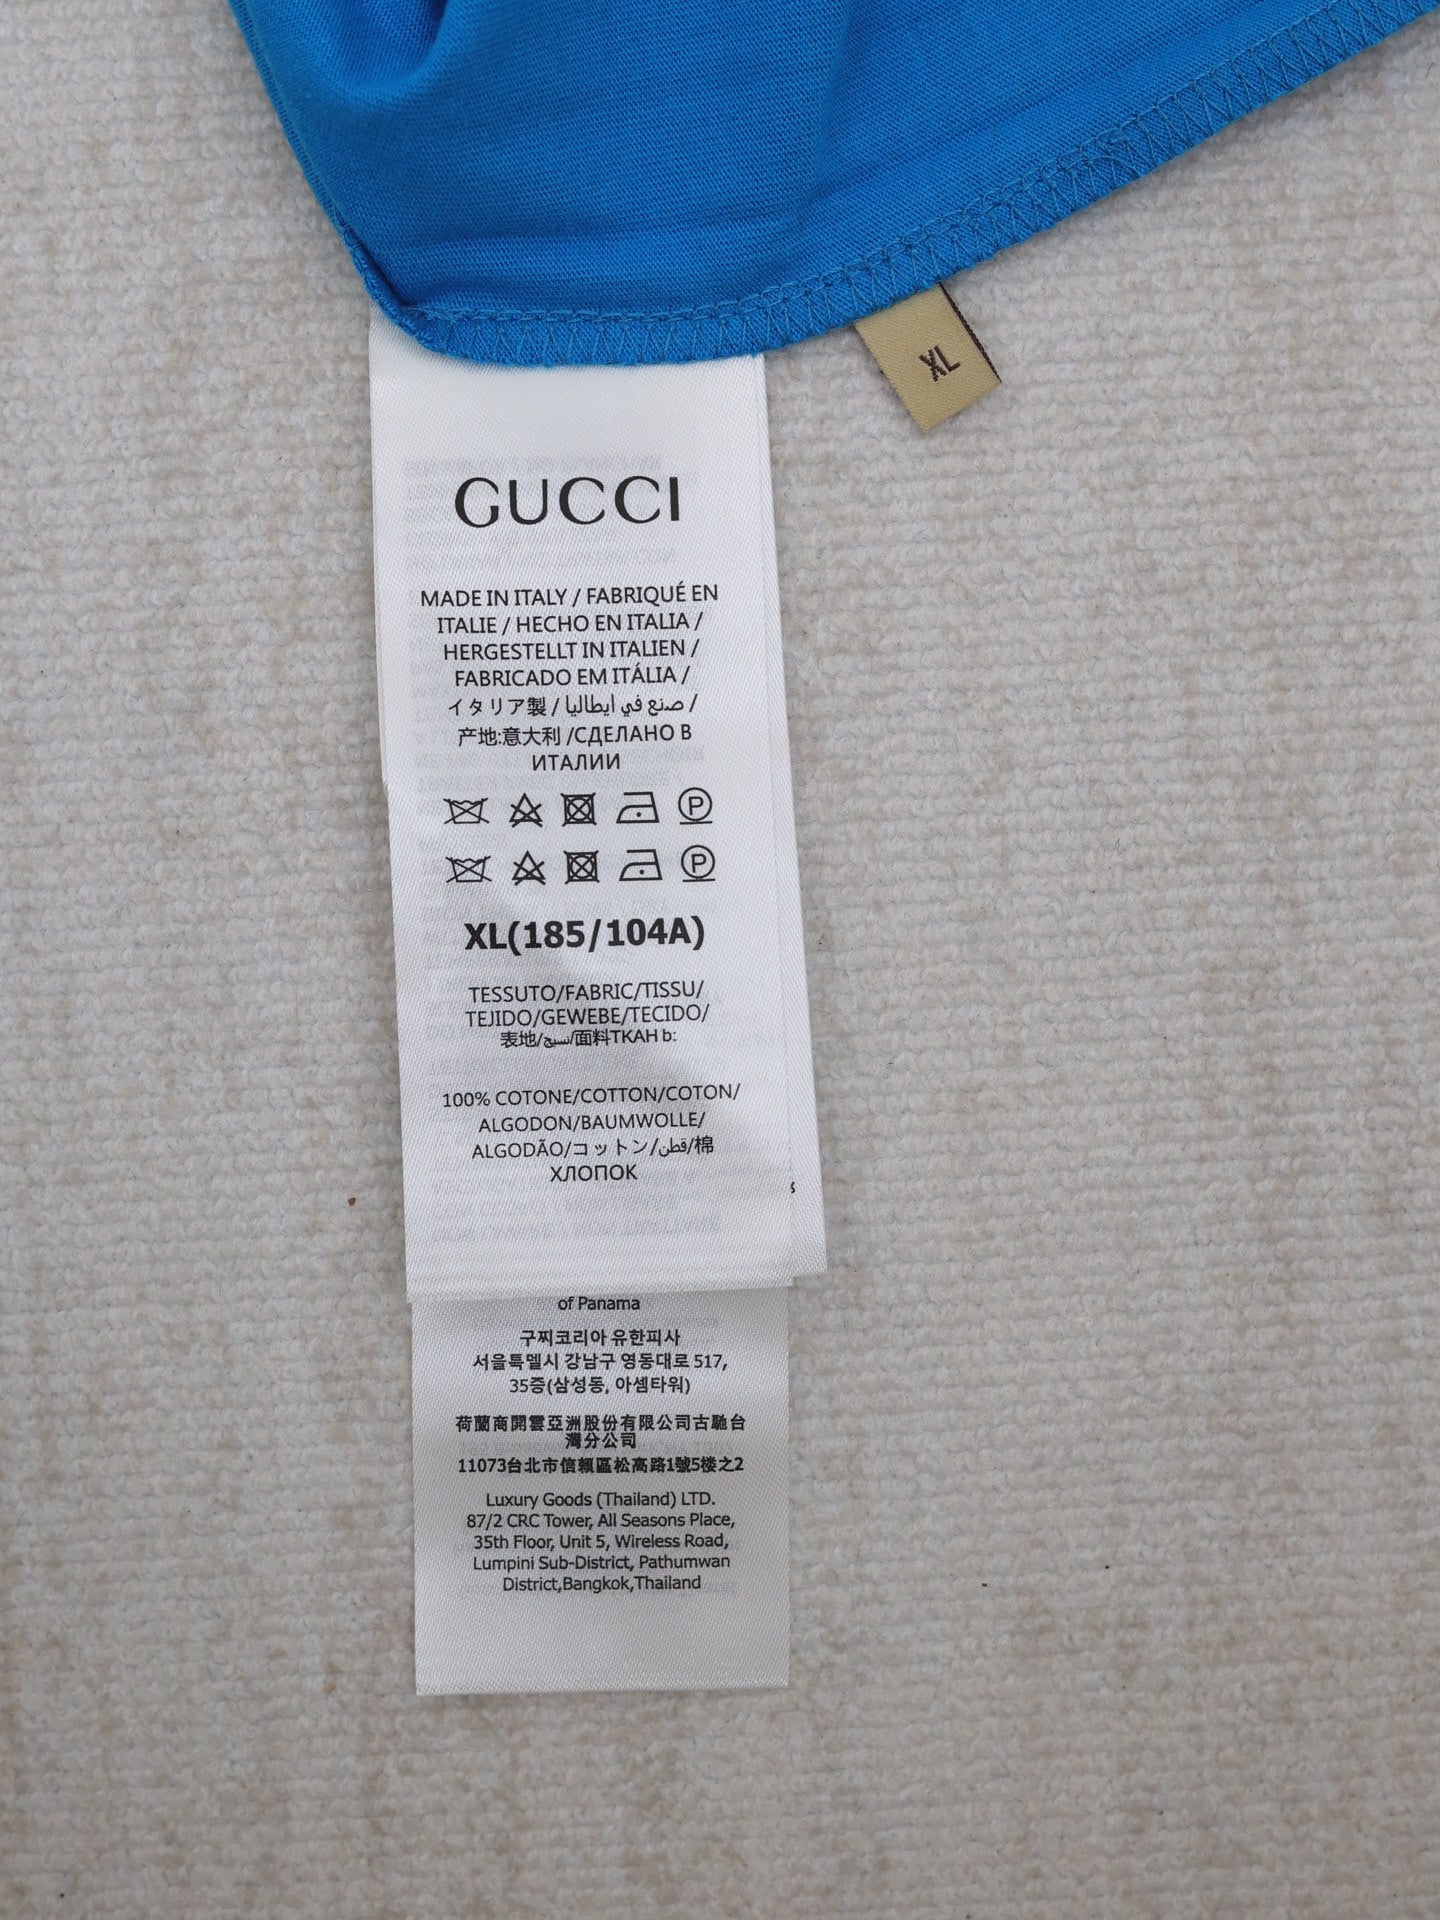 XL
GUCCI
MADE IN ITALY / FABRIQUÉ EN
ITALIE / HECHO EN ITALIA /
HERGESTELLT IN ITALIEN /
FABRICADO EM ITÁLIA /
イタリア製 / صنع في ايطاليا /
产地:意大利 /СДЕЛАНО В
ИТАЛИИ
XL(185/104A)
TESSUTO/FABRIC/TISSU/
TEJIDO/GEWEBE/TECIDO/
表地/نسيج/面料TKAH b:
100% COTONE/COTTON/COTON/
ALGODON/BAUMWOLLE/
ALGODÃO/コットン/قطن/棉
ХЛОПОК
of Panama
구찌코리아 유한피사
서을특멜시 강남구 영동대로 517,
35증(삼성동, 아셈타워)
荷蘭商開雲亞洲股份有限公司古馳台
灣分公司
11073台北市信賴區松高路1號5楼之2
Luxury Goods (Thailand) LTD.
87/2 CRC Tower, All Seasons Place,
35th Floor, Unit 5, Wireless Road,
Lumpini Sub-District, Pathumwan
District,Bangkok,Thailand